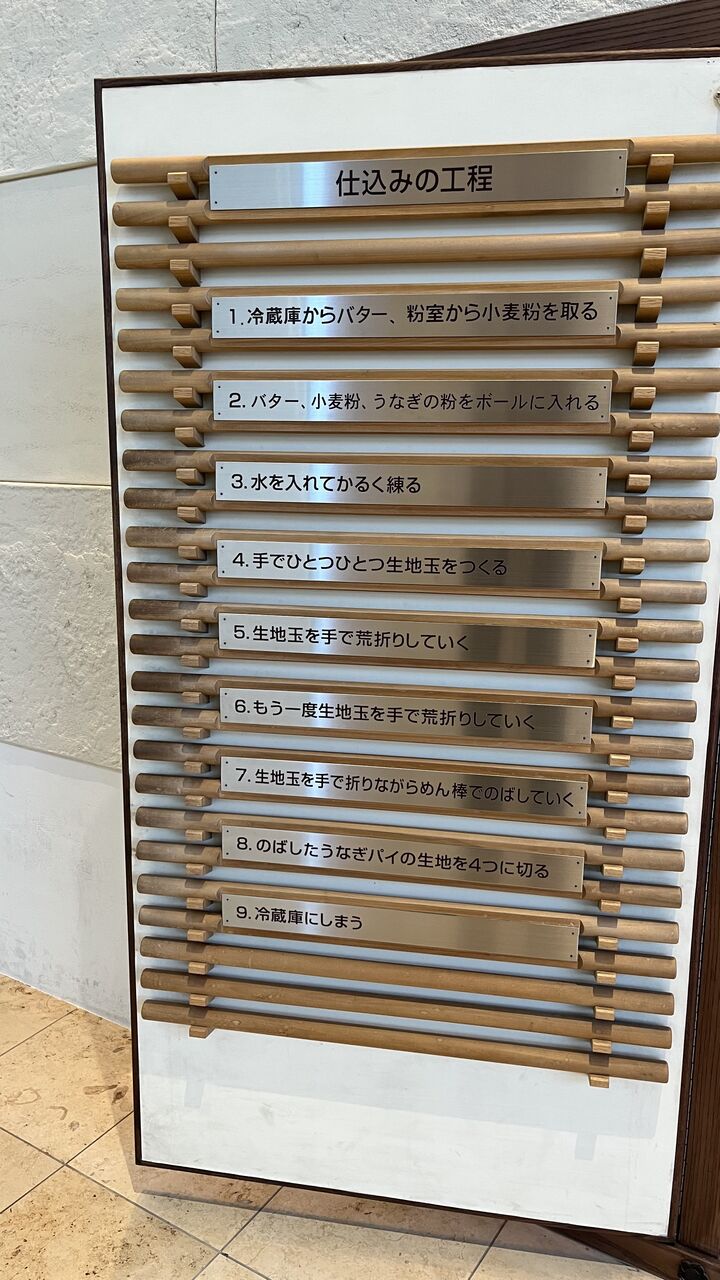 仕込みの工程
1.冷蔵庫からバター、粉室から小麦粉を取る
2.バター、小麦粉、うなぎの粉をボールに入れる
3.水を入れてかるく練る
4.手でひとつひとつ生地玉をつくる
5.生地玉を手で荒折りしていく
6.もう一度生地玉を手で荒折りしていく
7.生地玉を手で折りながらめん棒でのばしていく
8.のばしたうなぎパイの生地を4つに切る
9.冷蔵庫にしまう